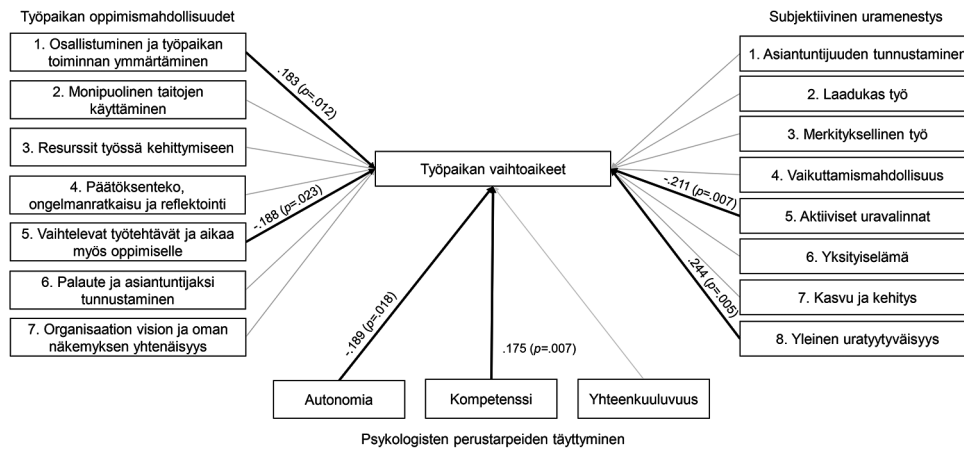 Työpaikan oppimismahdollisuudet
1. Osallistuminen ja työpaikan
toiminnan ymmärtäminen
2. Monipuolinen taitojen
käyttäminen
3. Resurssit työssä kehittymiseen
4. Päätöksenteko,
ongelmanratkaisu ja reflektointi
5. Vaihtelevat työtehtävät ja aikaa
myös oppimiselle
6. Palaute ja asiantuntijaksi
tunnustaminen
7. Organisaation vision ja oman
näkemyksen yhtenäisyys
.183 (p=.012)
-.188 (p=.023)
Työpaikan vaihtoaikeet
-.189 (p=.018)
.175 (p=.007)
Autonomia
Kompetenssi
Yhteenkuuluvuus
Psykologisten perustarpeiden täyttyminen
Subjektiivinen uramenestys
1. Asiantuntijuuden tunnustaminen
2. Laadukas työ
3. Merkityksellinen työ
4. Vaikuttamismahdollisuus
5. Aktiiviset uravalinnat
6. Yksityiselämä
7. Kasvu ja kehitys
8. Yleinen uratyytyväisyys
-.211 (p=.007)
.244 (p=.005)